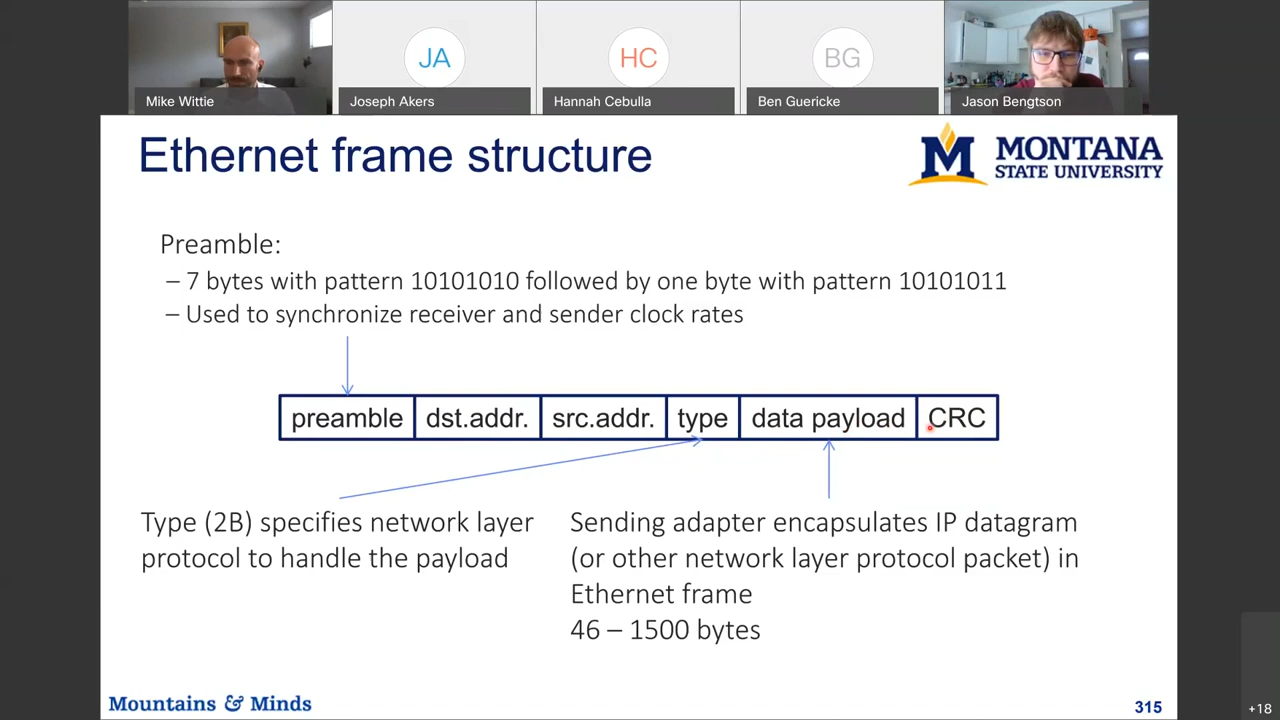 JA
HC
BG
Mike Wittie
Joseph Akers
Hannah Cebulla
Ben Guericke
Jason Bengtson
Ethernet frame structure
M MONTANA
STATE UNIVERSITY
Preamble:
– 7 bytes with pattern 10101010 followed by one byte with pattern 10101011
– Used to synchronize receiver and sender clock rates
preamble dst.addr. src.addr. type data payload CRC
Type (2B) specifies network layer
protocol to handle the payload
Sending adapter encapsulates IP datagram
(or other network layer protocol packet) in
Ethernet frame
46 – 1500 bytes
Mountains & Minds
315
+18